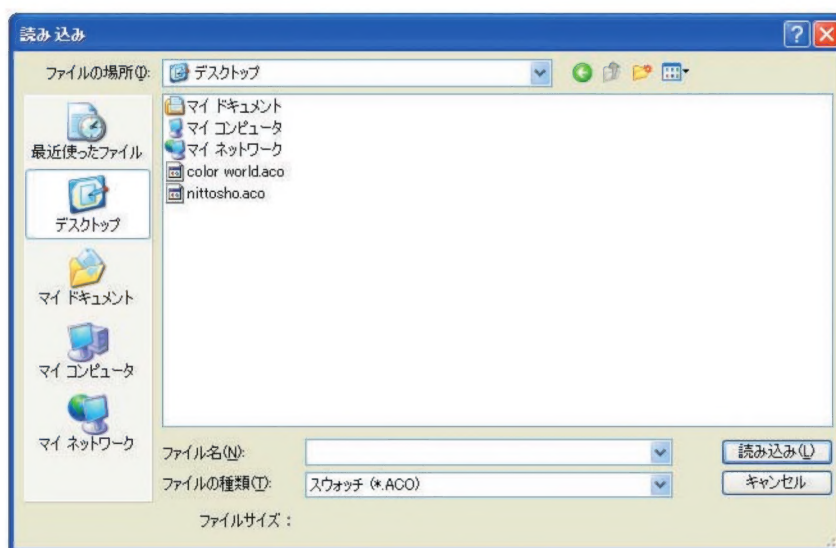 読み込み
ファイルの場所(I):
デスクトップ
マイ ドキュメント
マイ コンピュータ
マイ ネットワーク
color world.aco
nittosho.aco
最近使ったファイル
デスクトップ
マイ ドキュメント
マイ コンピュータ
マイ ネットワーク
ファイル名(N):
読み込み(L)
ファイルの種類(T):
スウォッチ (*.ACO)
キャンセル
ファイルサイズ :